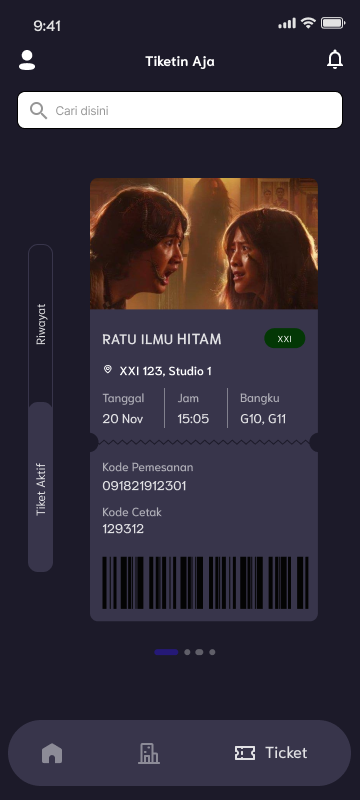 9:41
Tiketin Aja
Cari disini
Riwayat
Tiket Aktif
RATU ILMU HITAM
XXI
XXI 123, Studio 1
Tanggal
Jam
Bangku
20 Nov
15:05
G10, G11
Kode Pemesanan
091821912301
Kode Cetak
129312
Ticket